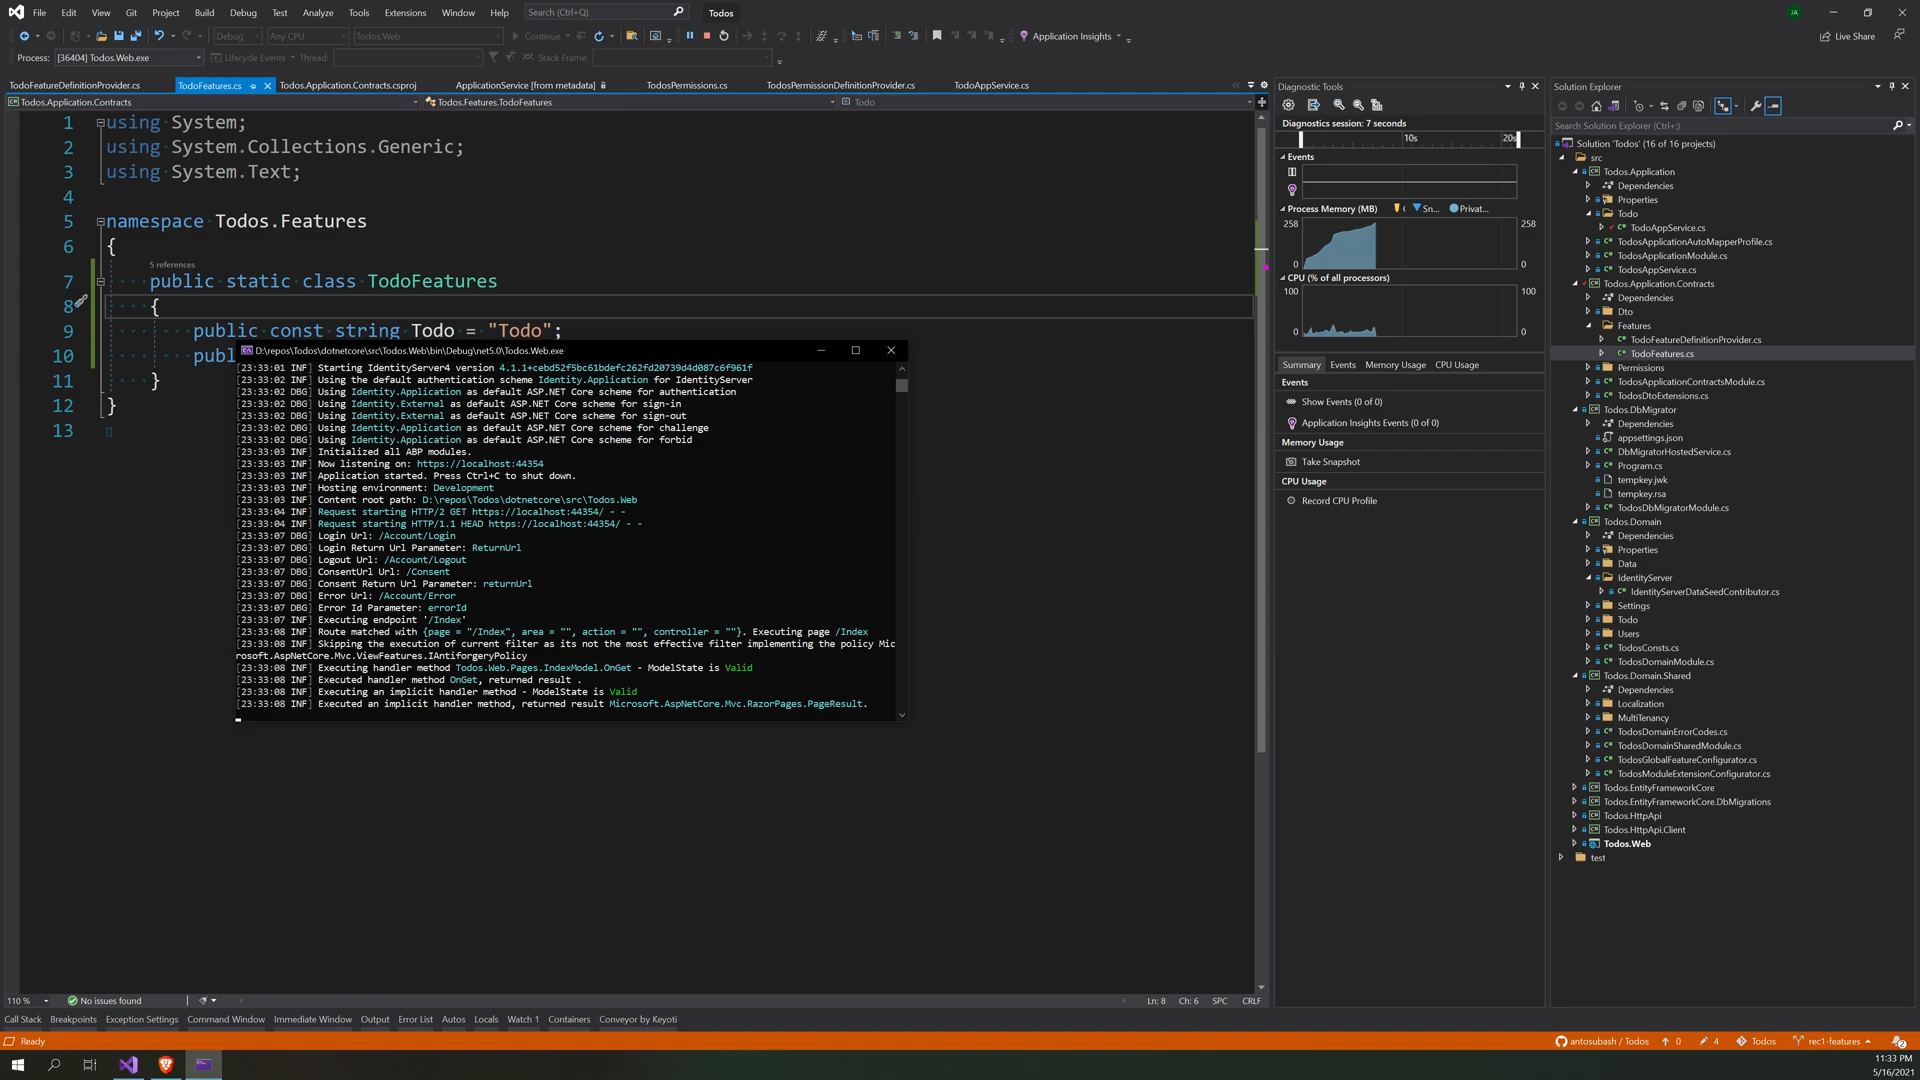 File Edit View Git Project Build Debug Test Analyze Tools Extensions Window Help Search (Ctrl+Q) Todos JA
Debug Any CPU Todos.Web Continue Application Insights Live Share
Process: [36404] Todos.Web.exe Lifecycle Events Thread: Stack Frame:
TodoFeatureDefinitionProvider.cs TodoFeatures.cs Todos.Application.Contracts.csproj ApplicationService [from metadata] TodosPermissions.cs TodosPermissionDefinitionProvider.cs TodoAppService.cs
Todos.Application.Contracts Todos.Features.TodoFeatures Todo
1 using System;
2 using System.Collections.Generic;
3 using System.Text;
4
5 namespace Todos.Features
6 {
5 references
7 public static class TodoFeatures
8 {
9 public const string Todo = "Todo";
10 publ
11 }
12 }
13
D:\repos\Todos\dotnetcore\src\Todos.Web\bin\Debug\net5.0\Todos.Web.exe
[23:33:01 INF] Starting IdentityServer4 version 4.1.1+cebd52f5bc61bdefc262fd20739d4d087c6f961f
[23:33:02 INF] Using the default authentication scheme Identity.Application for IdentityServer
[23:33:02 DBG] Using Identity.Application as default ASP.NET Core scheme for authentication
[23:33:02 DBG] Using Identity.External as default ASP.NET Core scheme for sign-in
[23:33:02 DBG] Using Identity.External as default ASP.NET Core scheme for sign-out
[23:33:02 DBG] Using Identity.Application as default ASP.NET Core scheme for challenge
[23:33:02 DBG] Using Identity.Application as default ASP.NET Core scheme for forbid
[23:33:03 INF] Initialized all ABP modules.
[23:33:03 INF] Now listening on: https://localhost:44354
[23:33:03 INF] Application started. Press Ctrl+C to shut down.
[23:33:03 INF] Hosting environment: Development
[23:33:03 INF] Content root path: D:\repos\Todos\dotnetcore\src\Todos.Web
[23:33:04 INF] Request starting HTTP/2 GET https://localhost:44354/ - -
[23:33:04 INF] Request starting HTTP/1.1 HEAD https://localhost:44354/ - -
[23:33:07 DBG] Login Url: /Account/Login
[23:33:07 DBG] Login Return Url Parameter: ReturnUrl
[23:33:07 DBG] Logout Url: /Account/Logout
[23:33:07 DBG] ConsentUrl Url: /Consent
[23:33:07 DBG] Consent Return Url Parameter: returnUrl
[23:33:07 DBG] Error Url: /Account/Error
[23:33:07 DBG] Error Id Parameter: errorId
[23:33:07 INF] Executing endpoint '/Index'
[23:33:08 INF] Route matched with {page = "/Index", area = "", action = "", controller = ""}. Executing page /Index
[23:33:08 INF] Skipping the execution of current filter as its not the most effective filter implementing the policy Mic
rosoft.AspNetCore.Mvc.ViewFeatures.IAntiforgeryPolicy
[23:33:08 INF] Executing handler method Todos.Web.Pages.IndexModel.OnGet - ModelState is Valid
[23:33:08 INF] Executed handler method OnGet, returned result .
[23:33:08 INF] Executing an implicit handler method - ModelState is Valid
[23:33:08 INF] Executed an implicit handler method, returned result Microsoft.AspNetCore.Mvc.RazorPages.PageResult.
Diagnostic Tools
Diagnostics session: 7 seconds
10s 20s
Events
Process Memory (MB) Sn... Privat...
258 258
0 0
CPU (% of all processors)
100 100
0 0
Summary Events Memory Usage CPU Usage
Events
Show Events (0 of 0)
Application Insights Events (0 of 0)
Memory Usage
Take Snapshot
CPU Usage
Record CPU Profile
Solution Explorer
Search Solution Explorer (Ctrl+;)
Solution 'Todos' (16 of 16 projects)
src
Todos.Application
Dependencies
Properties
Todo
TodoAppService.cs
TodosApplicationAutoMapperProfile.cs
TodosApplicationModule.cs
TodosAppService.cs
Todos.Application.Contracts
Dependencies
Dto
Features
TodoFeatureDefinitionProvider.cs
TodoFeatures.cs
Permissions
TodosApplicationContractsModule.cs
TodosDtoExtensions.cs
Todos.DbMigrator
Dependencies
appsettings.json
DbMigratorHostedService.cs
Program.cs
tempkey.jwk
tempkey.rsa
TodosDbMigratorModule.cs
Todos.Domain
Dependencies
Properties
Data
IdentityServer
IdentityServerDataSeedContributor.cs
Settings
Todo
Users
TodosConsts.cs
TodosDomainModule.cs
Todos.Domain.Shared
Dependencies
Localization
MultiTenancy
TodosDomainErrorCodes.cs
TodosDomainSharedModule.cs
TodosGlobalFeatureConfigurator.cs
TodosModuleExtensionConfigurator.cs
Todos.EntityFrameworkCore
Todos.EntityFrameworkCore.DbMigrations
Todos.HttpApi
Todos.HttpApi.Client
Todos.Web
test
110 % No issues found Ln: 8 Ch: 6 SPC CRLF
Call Stack Breakpoints Exception Settings Command Window Immediate Window Output Error List Autos Locals Watch 1 Containers Conveyor by Keyoti
Ready antosubash / Todos 0 4 Todos rec1-features 2
11:33 PM
5/16/2021